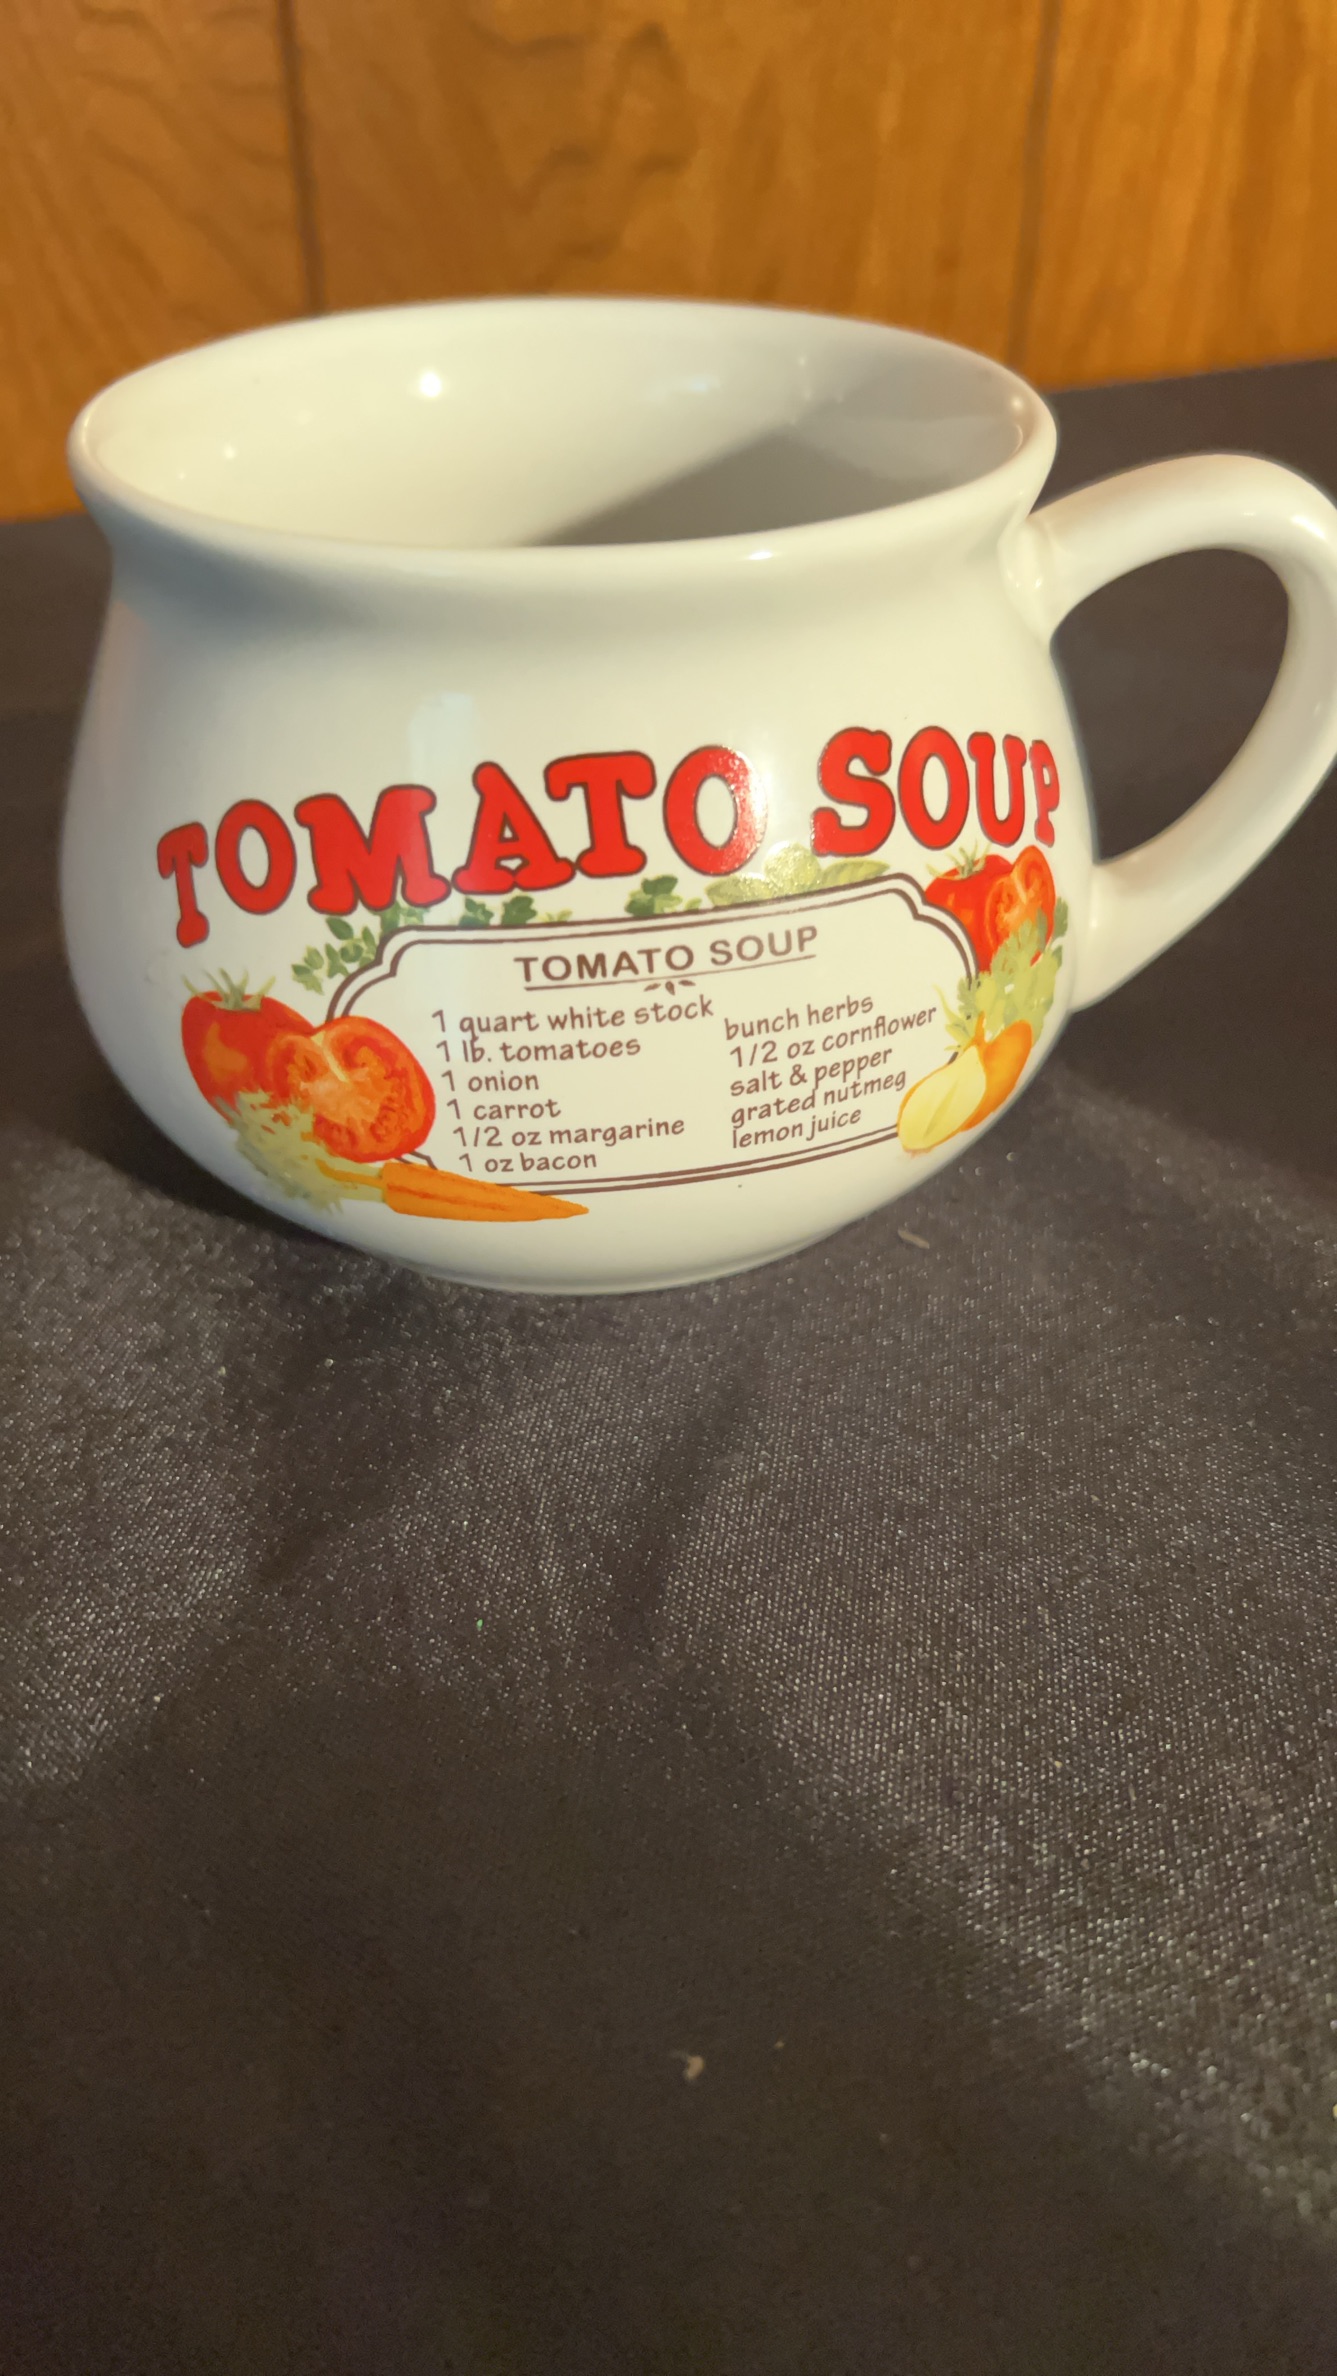 TOMATO SOUP
TOMATO SOUP
1 quart white stock
1 lb. tomatoes
1 onion
1 carrot
1/2 oz margarine
1 oz bacon
bunch herbs
1/2 oz cornflower
salt & pepper
grated nutmeg
lemon juice